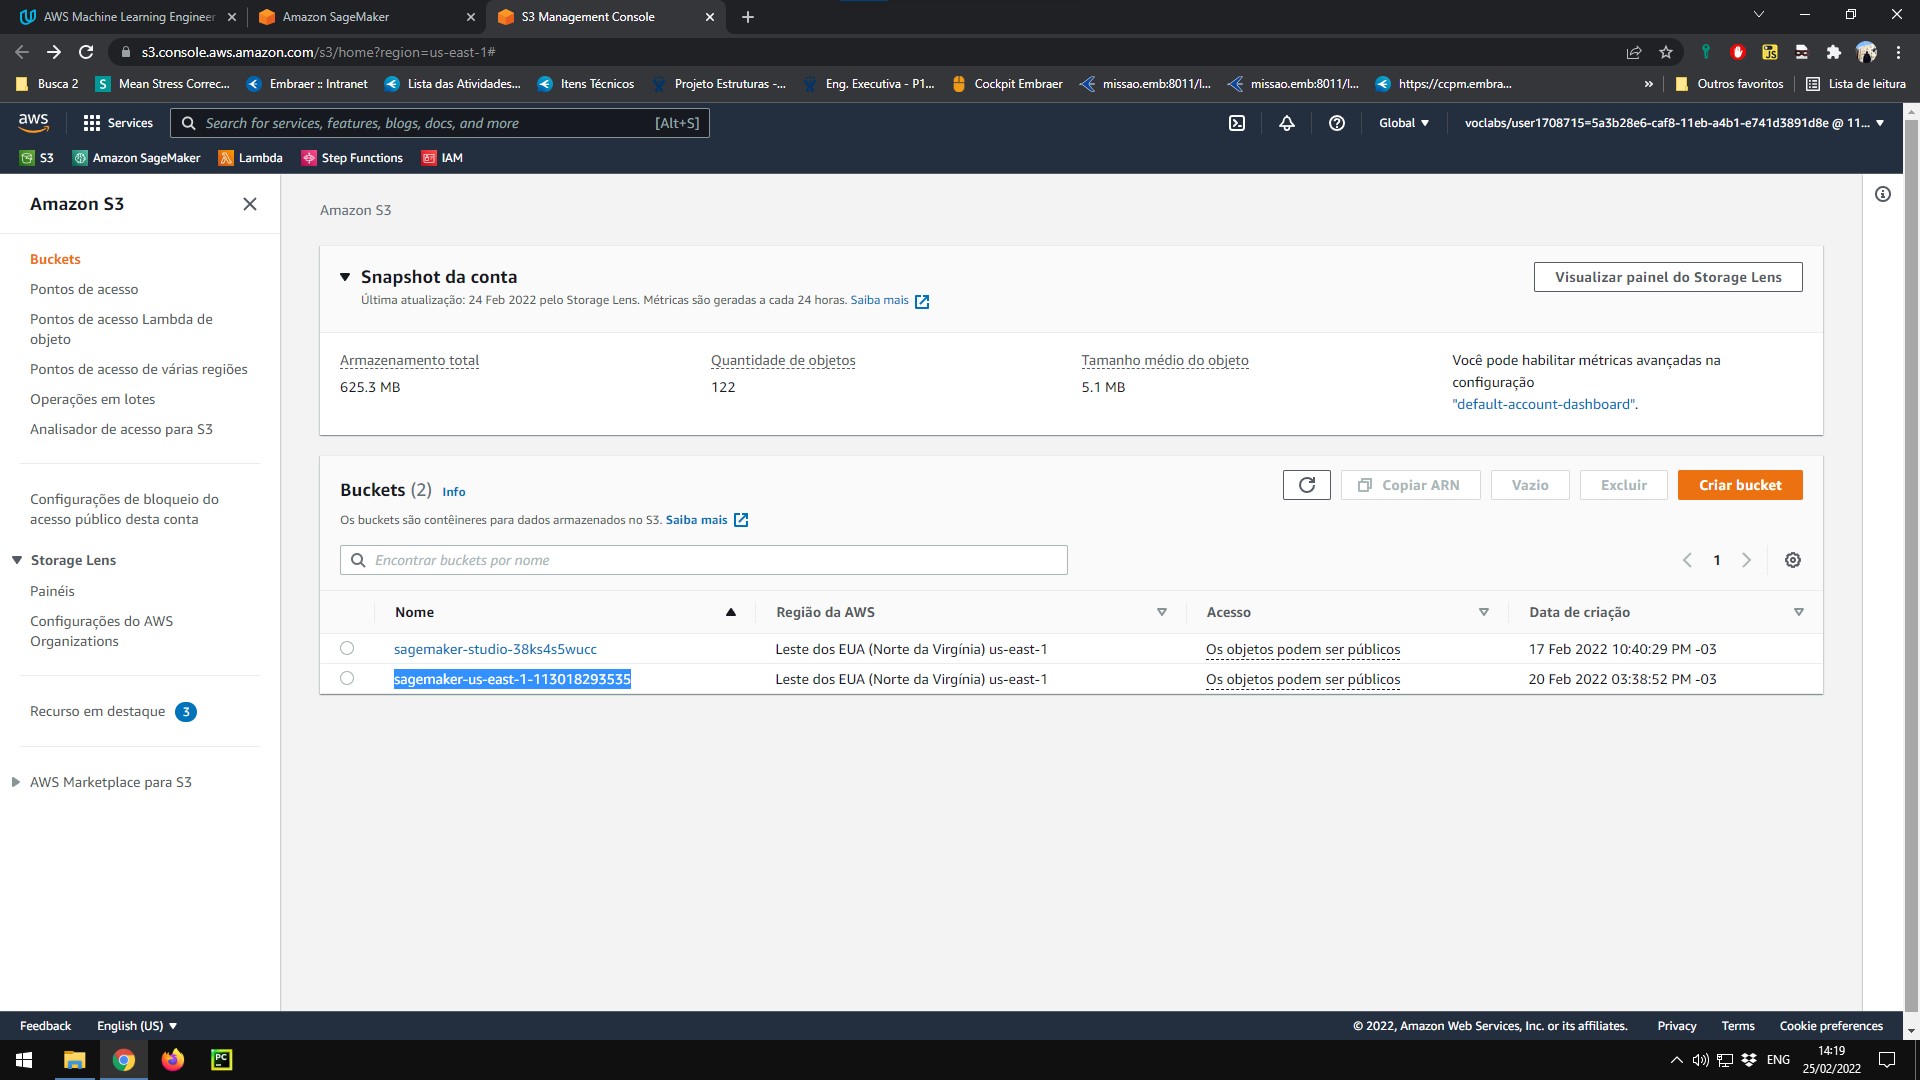 AWS Machine Learning Engineer
Amazon SageMaker
S3 Management Console
s3.console.aws.amazon.com/s3/home?region=us-east-1#
Busca 2
Mean Stress Correc...
Embraer :: Intranet
Lista das Atividades...
Itens Técnicos
Projeto Estruturas -...
Eng. Executiva - P1...
Cockpit Embraer
missao.emb:8011/l...
missao.emb:8011/l...
https://ccpm.embra...
»
Outros favoritos
Lista de leitura
aws
Services
Search for services, features, blogs, docs, and more
[Alt+S]
Global
voclabs/user1708715=5a3b28e6-caf8-11eb-a4b1-e741d3891d8e @ 11...
S3
Amazon SageMaker
Lambda
Step Functions
IAM
Amazon S3
Buckets
Pontos de acesso
Pontos de acesso Lambda de
objeto
Pontos de acesso de várias regiões
Operações em lotes
Analisador de acesso para S3
Configurações de bloqueio do
acesso público desta conta
Storage Lens
Painéis
Configurações do AWS
Organizations
Recurso em destaque 3
AWS Marketplace para S3
Amazon S3
Snapshot da conta
Última atualização: 24 Feb 2022 pelo Storage Lens. Métricas são geradas a cada 24 horas. Saiba mais
Visualizar painel do Storage Lens
Armazenamento total
625.3 MB
Quantidade de objetos
122
Tamanho médio do objeto
5.1 MB
Você pode habilitar métricas avançadas na
configuração
"default-account-dashboard".
Buckets (2) Info
Os buckets são contêineres para dados armazenados no S3. Saiba mais
Copiar ARN
Vazio
Excluir
Criar bucket
Encontrar buckets por nome
1
Nome
Região da AWS
Acesso
Data de criação
sagemaker-studio-38ks4s5wucc
Leste dos EUA (Norte da Virgínia) us-east-1
Os objetos podem ser públicos
17 Feb 2022 10:40:29 PM -03
sagemaker-us-east-1-113018293535
Leste dos EUA (Norte da Virgínia) us-east-1
Os objetos podem ser públicos
20 Feb 2022 03:38:52 PM -03
Feedback
English (US)
© 2022, Amazon Web Services, Inc. or its affiliates.
Privacy
Terms
Cookie preferences
PC
ENG
14:19
25/02/2022